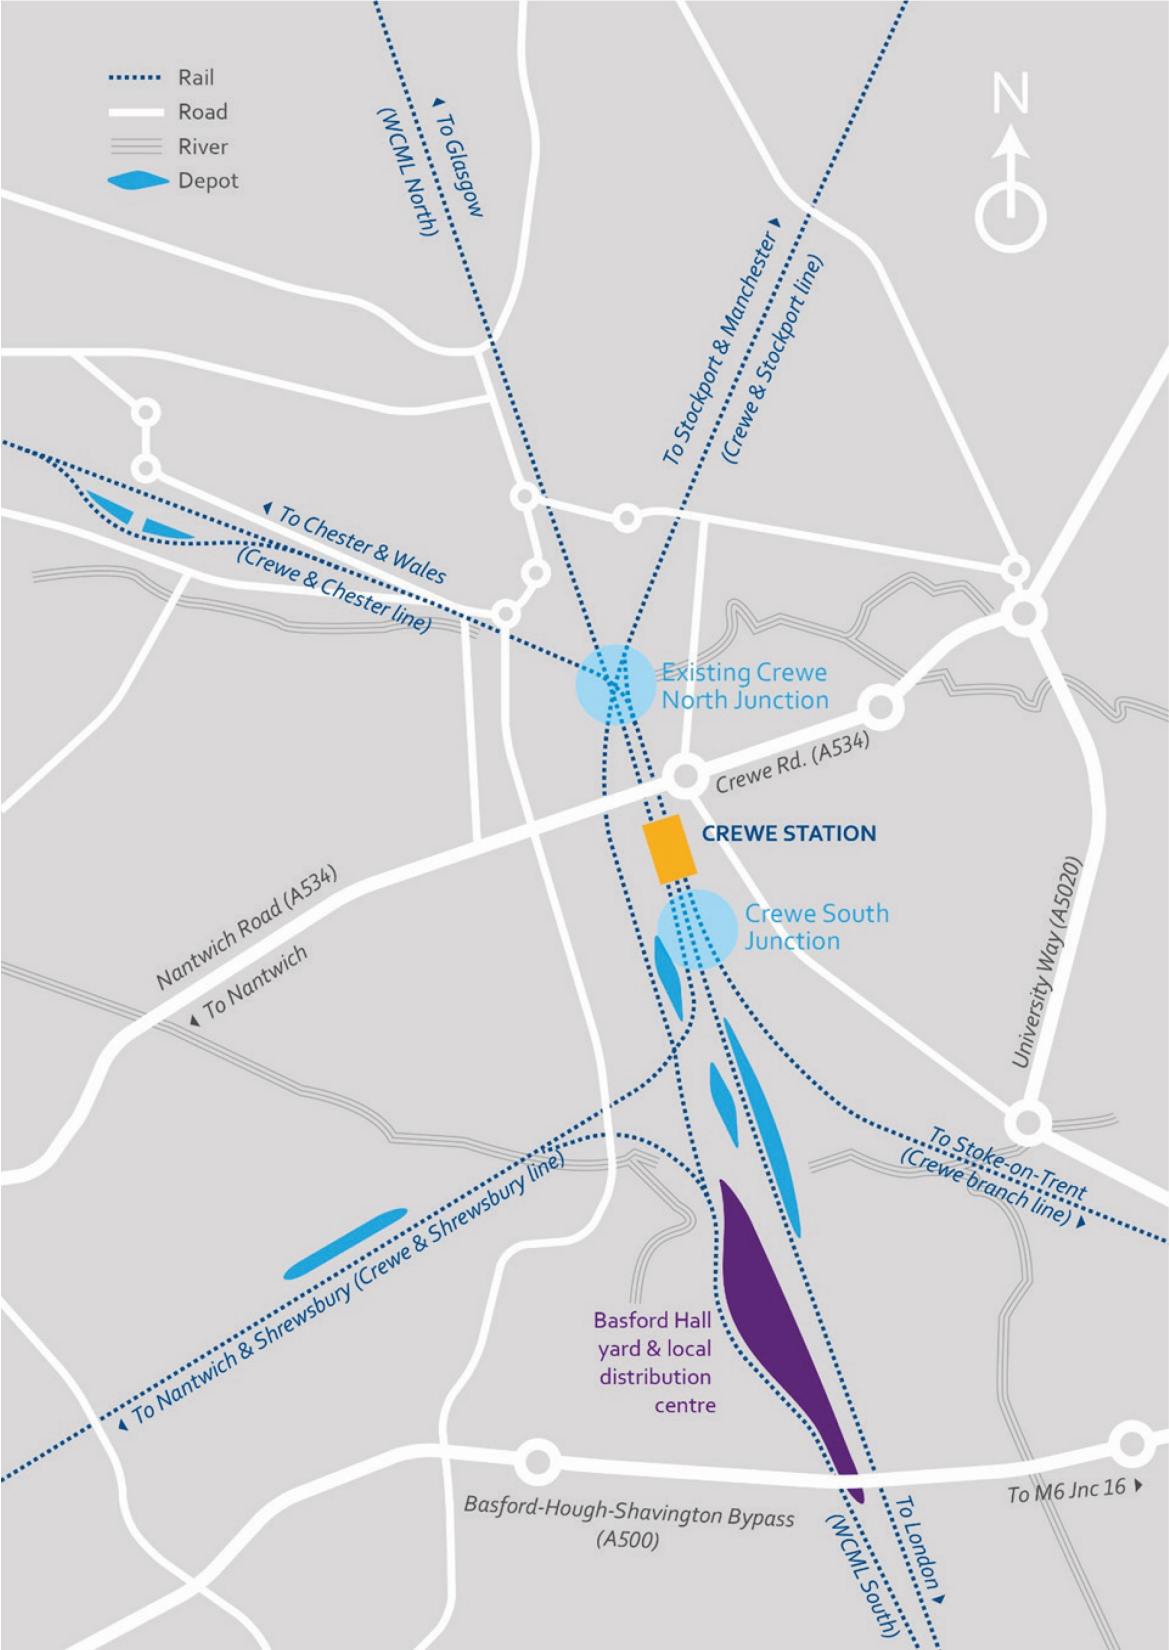 Rail
Road
River
Depot
N
To Glasgow
(WCML North)
To Stockport & Manchester
(Crewe & Stockport line)
To Chester & Wales
(Crewe & Chester line)
Existing Crewe
North Junction
Crewe Rd. (A534)
CREWE STATION
Nantwich Road (A534)
To Nantwich
Crewe South
Junction
University Way (A5020)
To Stoke-on-Trent
(Crewe branch line)
To Nantwich & Shrewsbury (Crewe & Shrewsbury line)
Basford Hall
yard & local
distribution
centre
Basford-Hough-Shavington Bypass
(A500)
To M6 Jnc 16
To London
(WCML South)